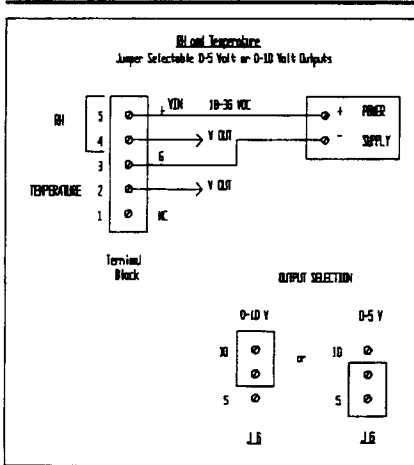 RH and Temperature
Jumper Selectable 0-5 Volt or 0-10 Volt Outputs
RH
TEMPERATURE
5
4
3
2
1
+ VIN
18-36 VDC
V OUT
G
V OUT
NC
+ POWER
- SUPPLY
Terminal
Block
OUTPUT SELECTION
0-10 V
0-5 V
10
5
or
10
5
J6
J6